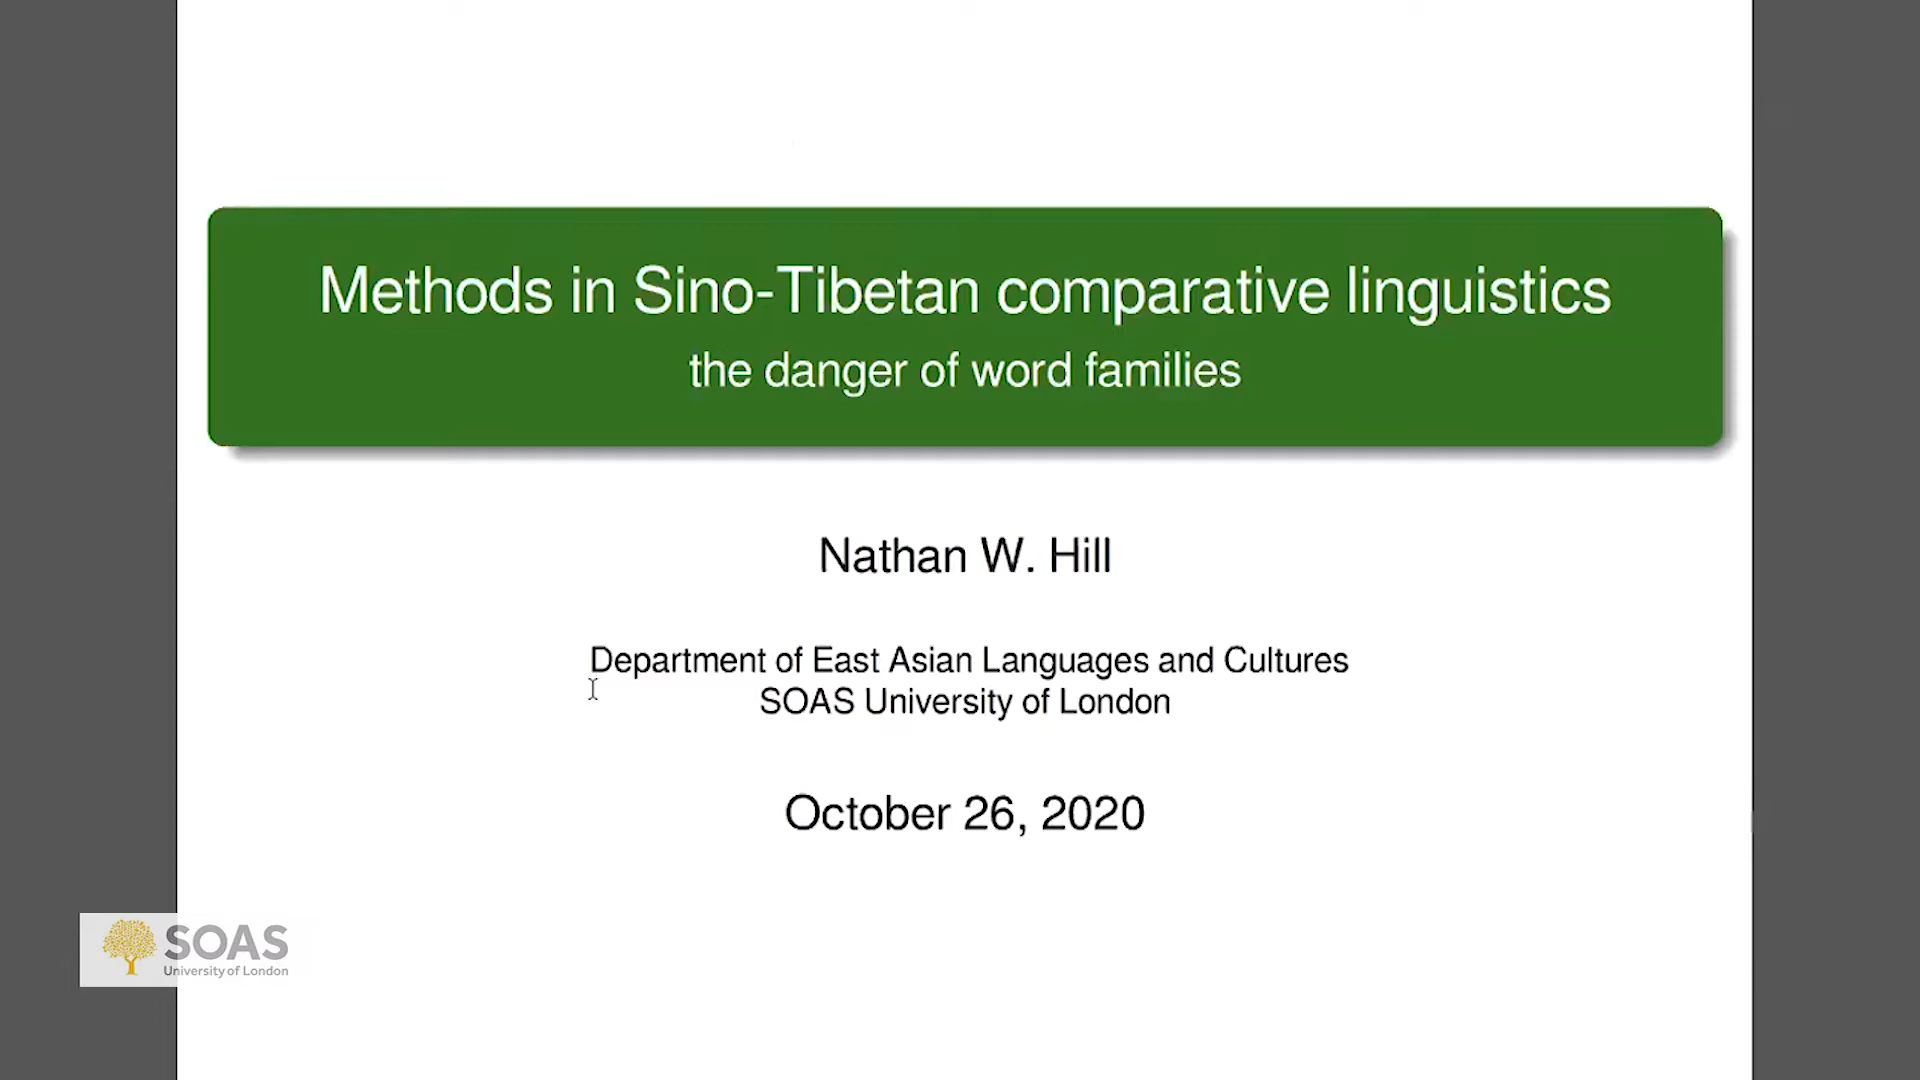 Methods in Sino-Tibetan comparative linguistics
the danger of word families
Nathan W. Hill
Department of East Asian Languages and Cultures
SOAS University of London
October 26, 2020
SOAS
University of London